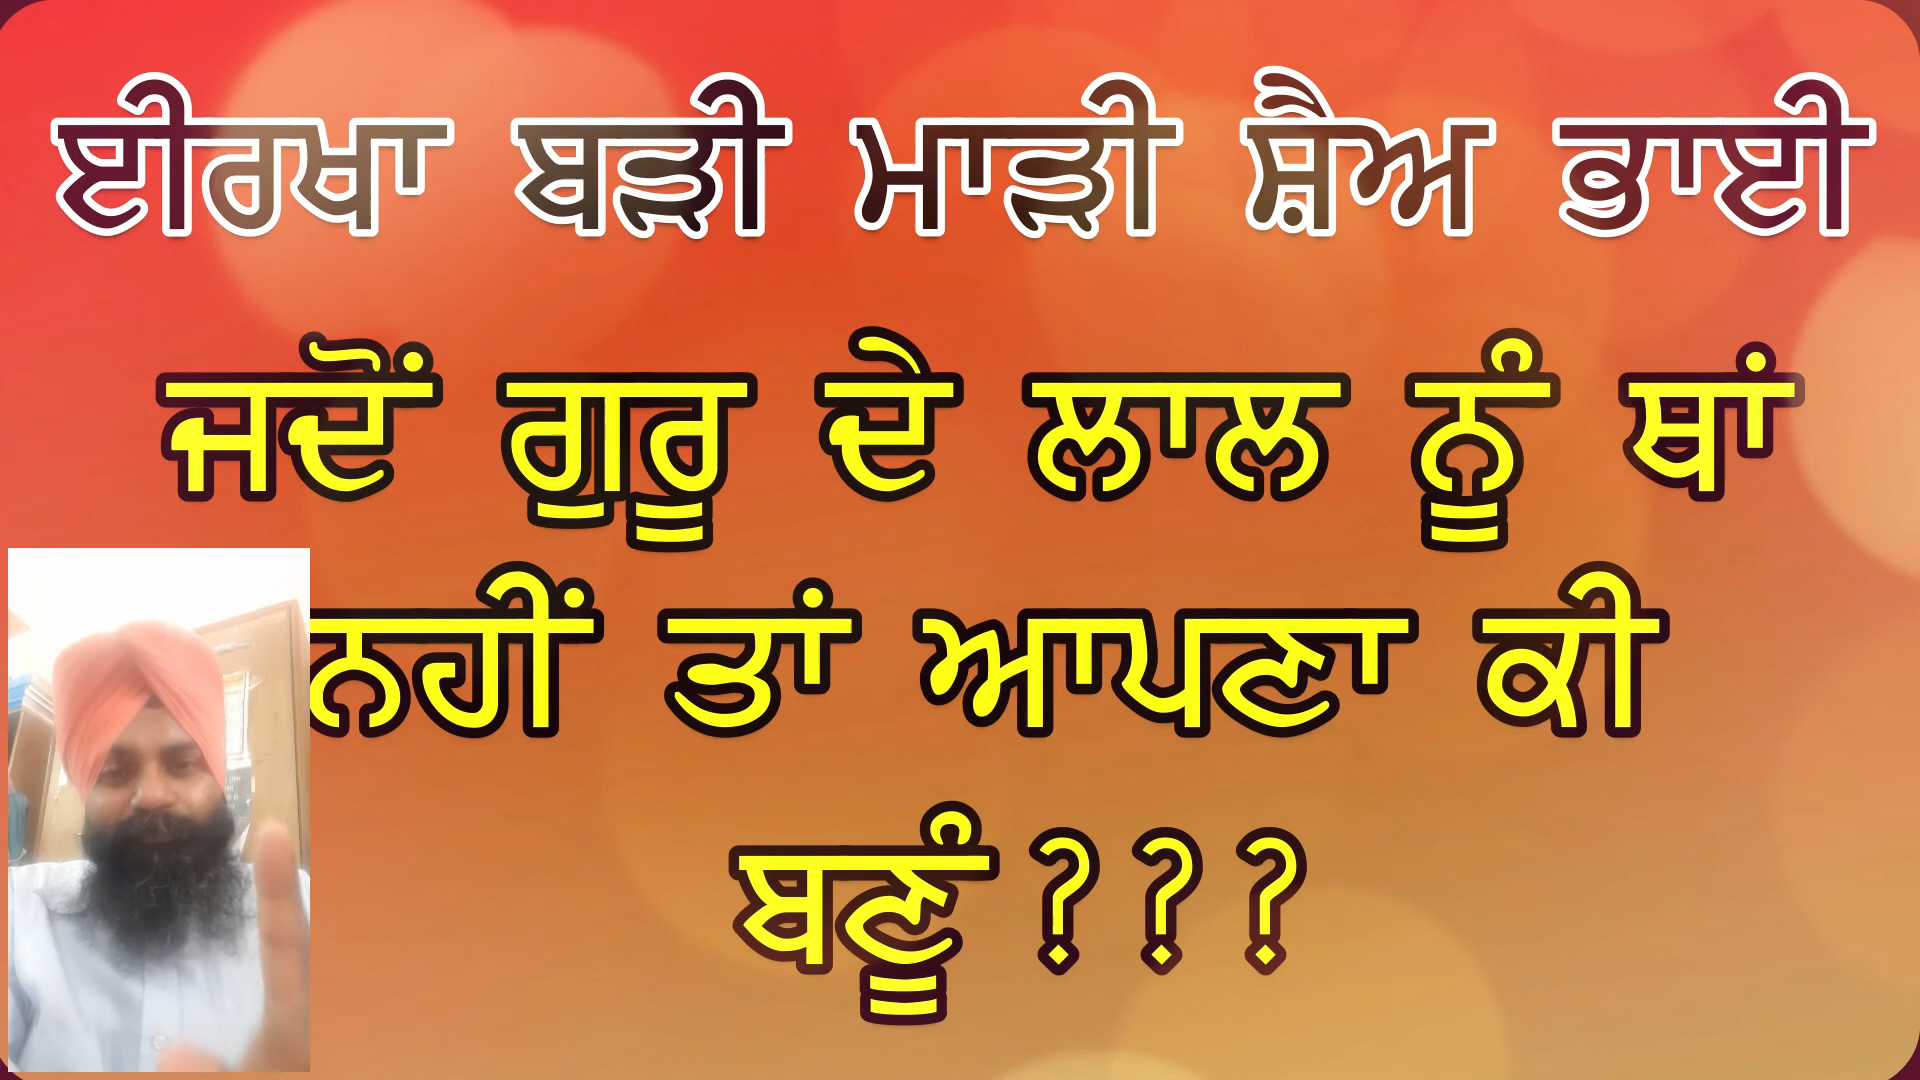 ਈਰਖਾ ਬੜੀ ਮਾੜੀ ਸ਼ੈਅ ਭਾਈ
ਜਦੋਂ ਗੁਰੂ ਦੇ ਲਾਲ ਨੂੰ ਥਾਂ
ਨਹੀਂ ਤਾਂ ਆਪਣਾ ਕੀ
ਬਣੂੰ ? ? ?